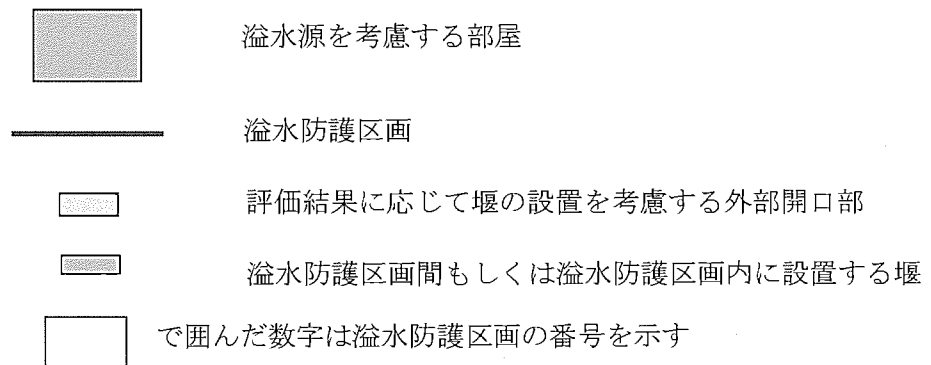 溢水源を考慮する部屋
溢水防護区画
評価結果に応じて堰の設置を考慮する外部開口部
溢水防護区画間もしくは溢水防護区画内に設置する堰
で囲んだ数字は溢水防護区画の番号を示す